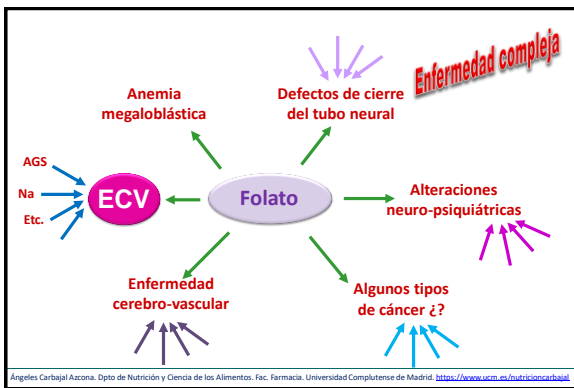 Enfermedad compleja
Anemia
megaloblástica
Defectos de cierre
del tubo neural
AGS
Na
Etc.
ECV
Folato
Alteraciones
neuro-psiquiátricas
Enfermedad
cerebro-vascular
Algunos tipos
de cáncer ¿?
Ángeles Carbajal Azcona. Dpto de Nutrición y Ciencia de los Alimentos. Fac. Farmacia. Universidad Complutense de Madrid. https://www.ucm.es/nutricioncarbajal